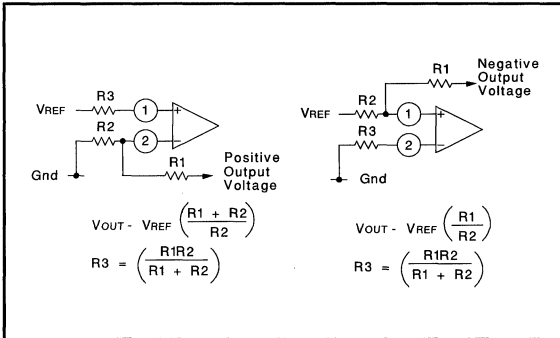 R3
VREF
1
+
R2
2
−
R1
Gnd
Positive
Output
Voltage
VOUT - VREF (R1 + R2 / R2)
R3 = (R1R2 / R1 + R2)
R1
Negative
Output
Voltage
R2
VREF
1
+
R3
2
−
Gnd
VOUT - VREF (R1 / R2)
R3 = (R1R2 / R1 + R2)